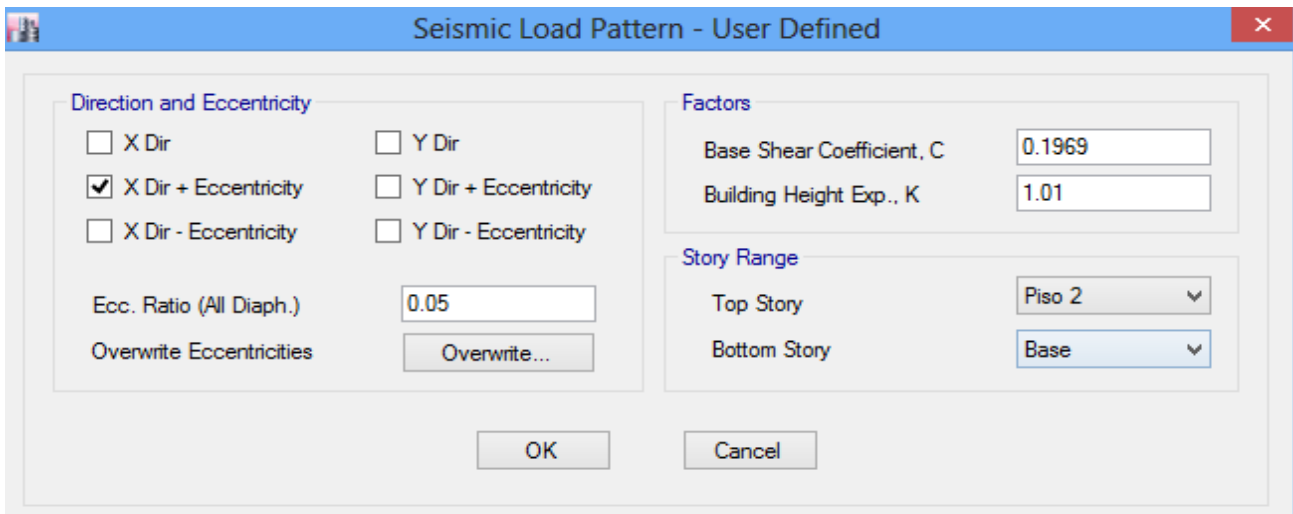 Seismic Load Pattern - User Defined
Direction and Eccentricity
X Dir
Y Dir
X Dir + Eccentricity
Y Dir + Eccentricity
X Dir - Eccentricity
Y Dir - Eccentricity
Ecc. Ratio (All Diaph.) 0.05
Overwrite Eccentricities Overwrite...
Factors
Base Shear Coefficient, C 0.1969
Building Height Exp., K 1.01
Story Range
Top Story Piso 2
Bottom Story Base
OK
Cancel